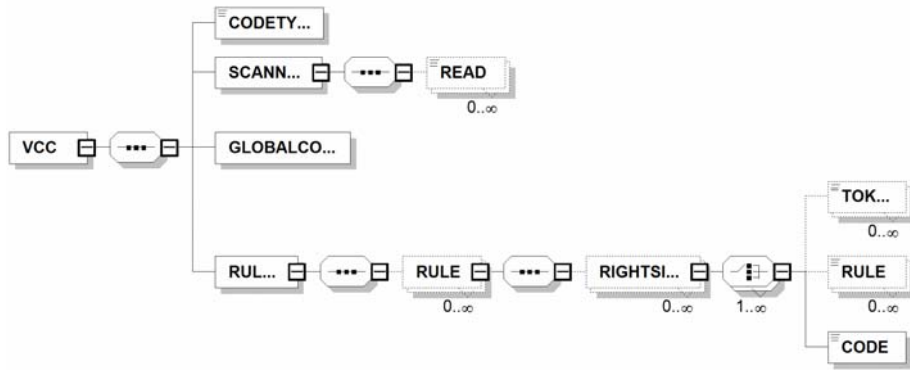 CODETY...
SCANN...
READ
0..∞
VCC
GLOBALCO...
TOK...
0..∞
RUL...
RULE
0..∞
RIGHTSI...
0..∞
1..∞
RULE
0..∞
CODE